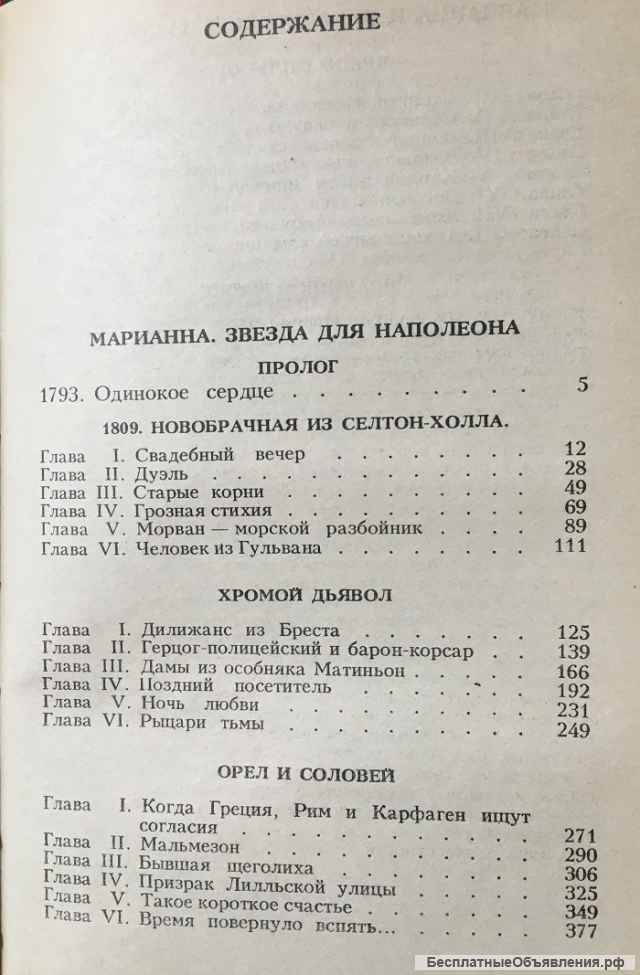 СОДЕРЖАНИЕ
МАРИАННА. ЗВЕЗДА ДЛЯ НАПОЛЕОНА
ПРОЛОГ
1793. Одинокое сердце . . . . . . . . . 5
1809. НОВОБРАЧНАЯ ИЗ СЕЛТОН-ХОЛЛА.
Глава I. Свадебный вечер . . . . . . . 12
Глава II. Дуэль . . . . . . . . . . . 28
Глава III. Старые корни . . . . . . . . . 49
Глава IV. Грозная стихия . . . . . . . . 69
Глава V. Морван — морской разбойник . . . . 89
Глава VI. Человек из Гульвана . . . . . . . 111
ХРОМОЙ ДЬЯВОЛ
Глава I. Дилижанс из Бреста . . . . . . . 125
Глава II. Герцог-полицейский и барон-корсар . . 139
Глава III. Дамы из особняка Матиньон . . . . . 166
Глава IV. Поздний посетитель . . . . . . . 192
Глава V. Ночь любви . . . . . . . . . 231
Глава VI. Рыцари тьмы . . . . . . . . . 249
ОРЕЛ И СОЛОВЕЙ
Глава I. Когда Греция, Рим и Карфаген ищут
согласия . . . . . . . . . . . 271
Глава II. Мальмезон . . . . . . . . . . 290
Глава III. Бывшая щеголиха . . . . . . . 306
Глава IV. Призрак Лилльской улицы . . . . . 325
Глава V. Такое короткое счастье . . . . . . 349
Глава VI. Время повернуло вспять... . . . . . 377
БесплатныеОбъявления.рф